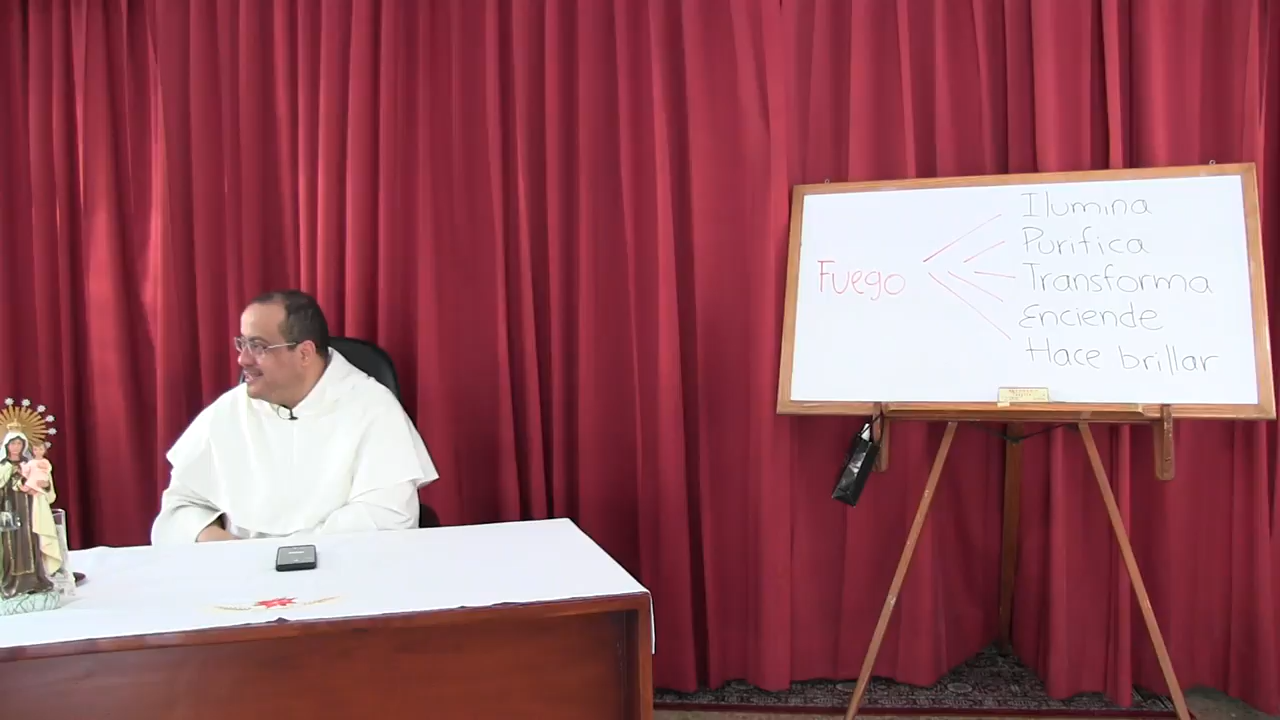 Fuego
Ilumina
Purifica
Transforma
Enciende
Hace brillar